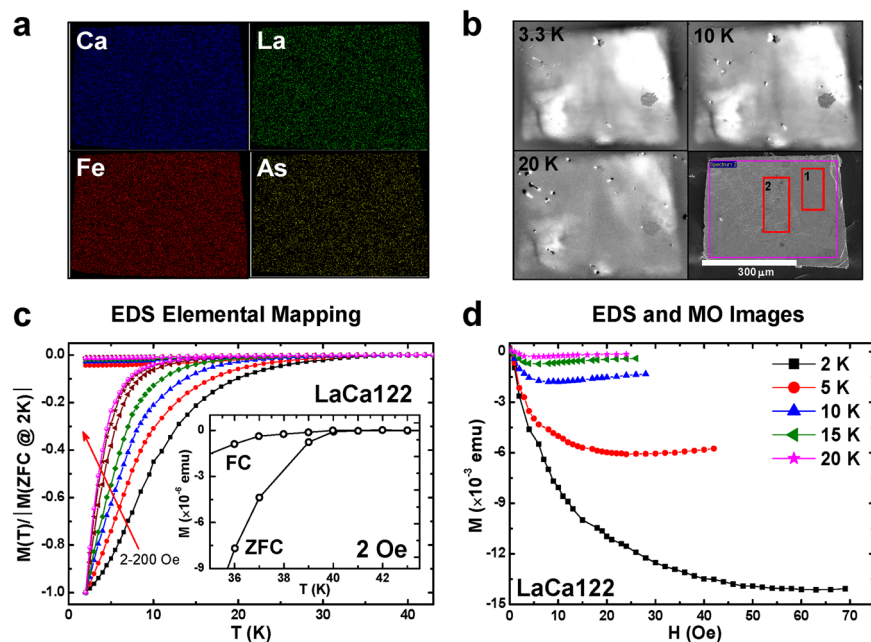 a
Ca
La
Fe
As
EDS Elemental Mapping
b
3.3 K
10 K
20 K
Spectrum 2
1
2
300 μm
EDS and MO Images
c
M(T)/|M(ZFC @ 2K)|
0.0
-0.2
-0.4
-0.6
-0.8
-1.0
0
10
20
30
40
T (K)
LaCa122
2-200 Oe
M (×10⁻⁶ emu)
0
-3
-6
-9
FC
ZFC
2 Oe
36
38
40
42
T (K)
d
M (×10⁻³ emu)
0
-3
-6
-9
-12
-15
0
10
20
30
40
50
60
70
H (Oe)
2 K
5 K
10 K
15 K
20 K
LaCa122